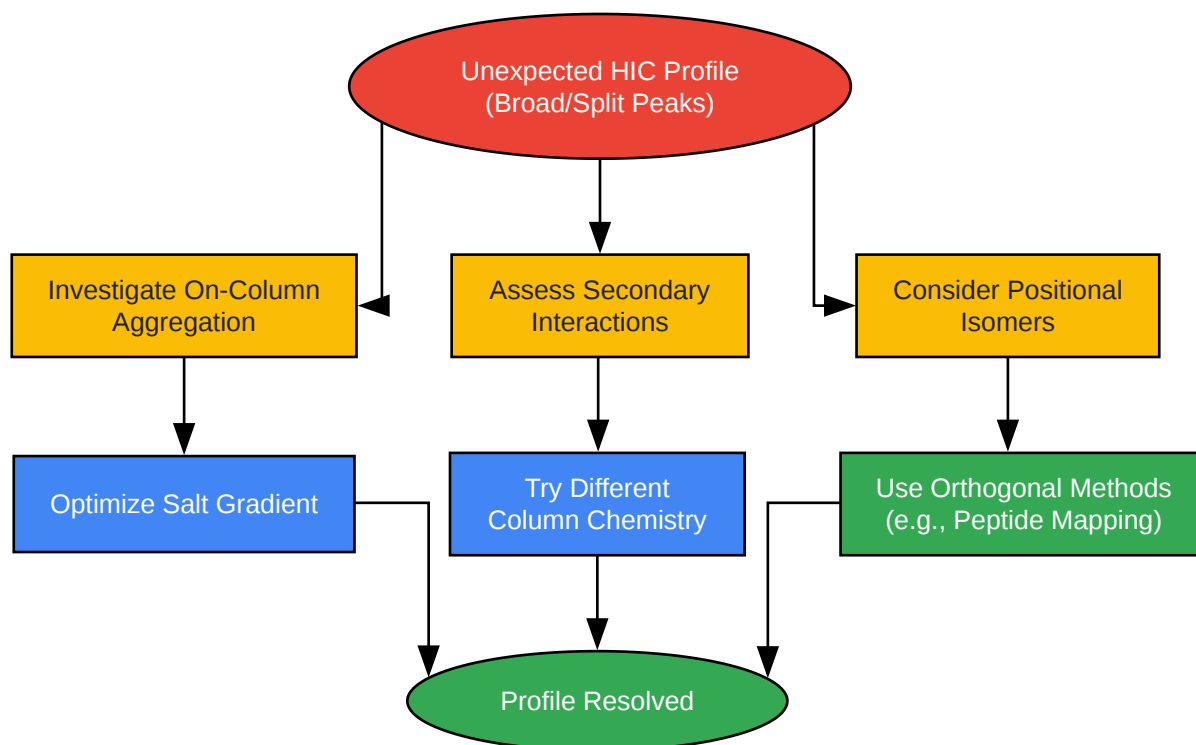 Unexpected HIC Profile
(Broad/Split Peaks)
Investigate On-Column
Aggregation
Assess Secondary
Interactions
Consider Positional
Isomers
Optimize Salt Gradient
Try Different
Column Chemistry
Use Orthogonal Methods
(e.g., Peptide Mapping)
Profile Resolved